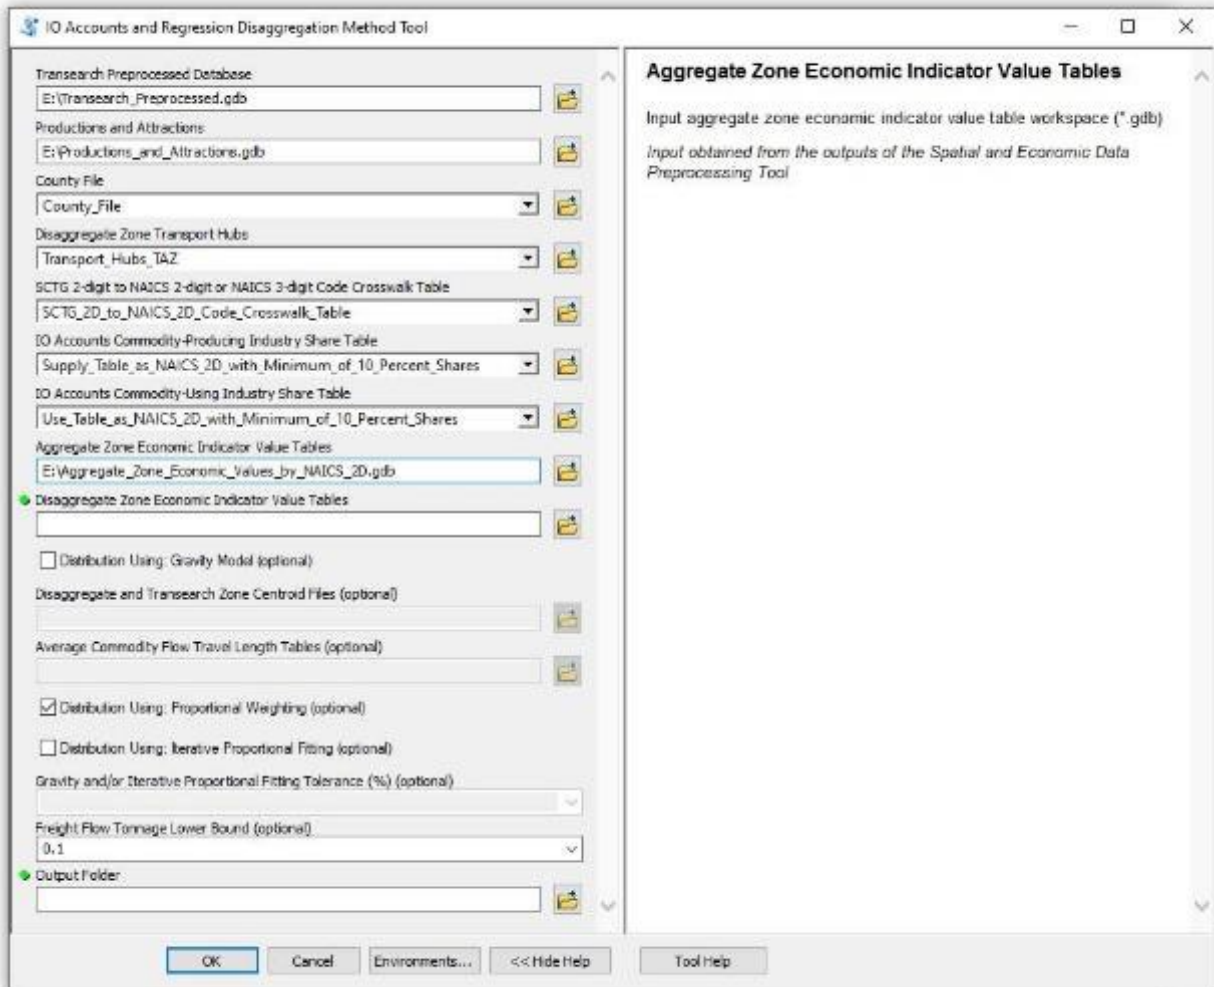 IO Accounts and Regression Disaggregation Method Tool
Transearch Preprocessed Database
E:\Transearch_Preprocessed.gdb
Productions and Attractions
E:\Productions_and_Attractions.gdb
County File
County_File
Disaggregate Zone Transport Hubs
Transport_Hubs_TAZ
SCTG 2-digit to NAICS 2-digit or NAICS 3-digit Code Crosswalk Table
SCTG_2D_to_NAICS_2D_Code_Crosswalk_Table
IO Accounts Commodity-Producing Industry Share Table
Supply_Table_as_NAICS_2D_with_Minimum_of_10_Percent_Shares
IO Accounts Commodity-Using Industry Share Table
Use_Table_as_NAICS_2D_with_Minimum_of_10_Percent_Shares
Aggregate Zone Economic Indicator Value Tables
E:\Aggregate_Zone_Economic_Values_by_NAICS_2D.gdb
Disaggregate Zone Economic Indicator Value Tables
Distribution Using: Gravity Model (optional)
Disaggregate and Transearch Zone Centroid Files (optional)
Average Commodity Flow Travel Length Tables (optional)
Distribution Using: Proportional Weighting (optional)
Distribution Using: Iterative Proportional Fitting (optional)
Gravity and/or Iterative Proportional Fitting Tolerance (%) (optional)
Freight Flow Tonnage Lower Bound (optional)
0.1
Output Folder
Aggregate Zone Economic Indicator Value Tables
Input aggregate zone economic indicator value table workspace (*.gdb)
Input obtained from the outputs of the Spatial and Economic Data
Preprocessing Tool
OK
Cancel
Environments...
<< Hide Help
Tool Help